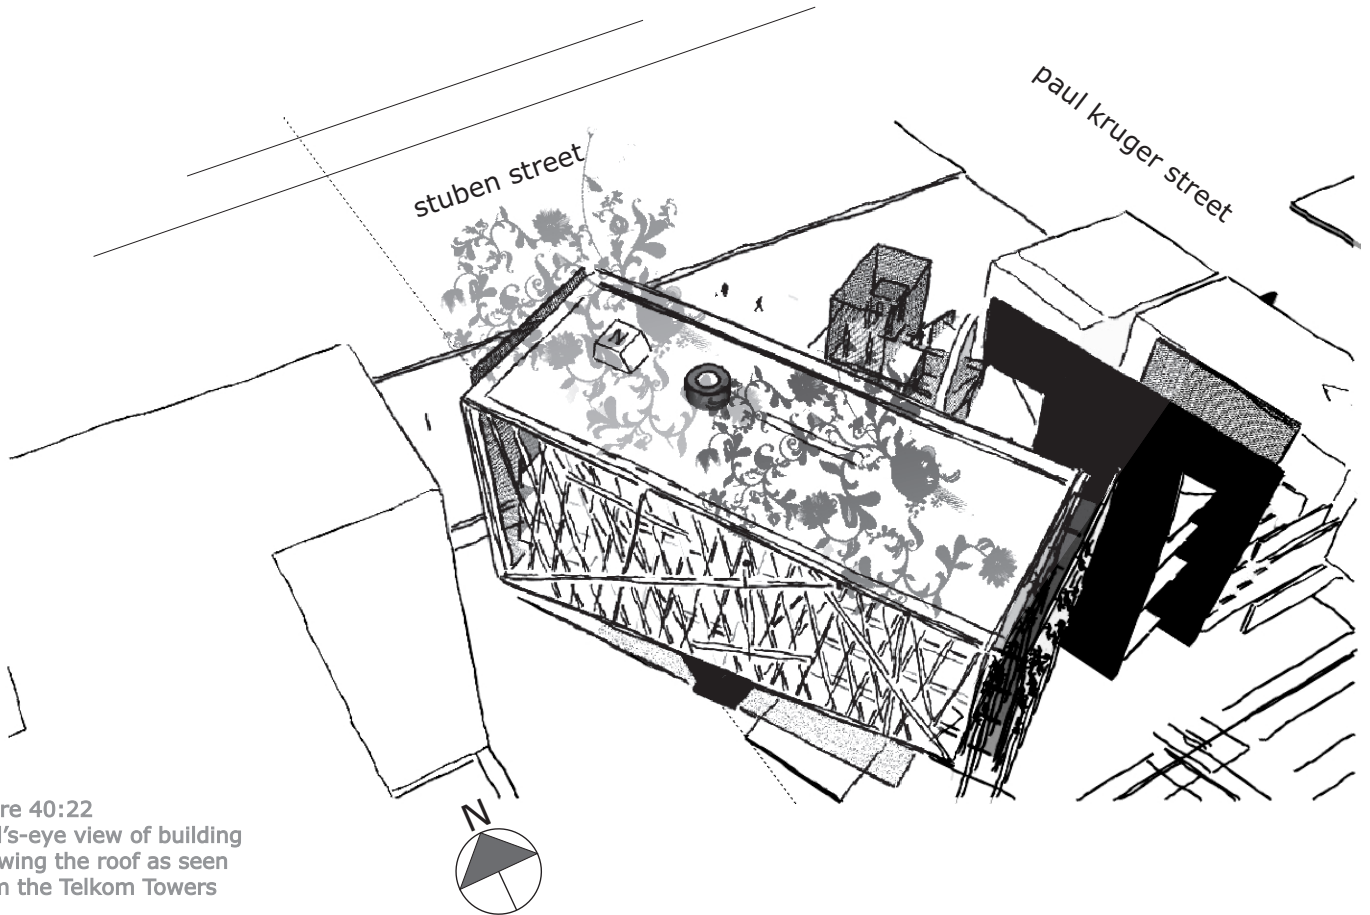 paul kruger street
stuben street
N
N
re 40:22
l's-eye view of building
wing the roof as seen
m the Telkom Towers